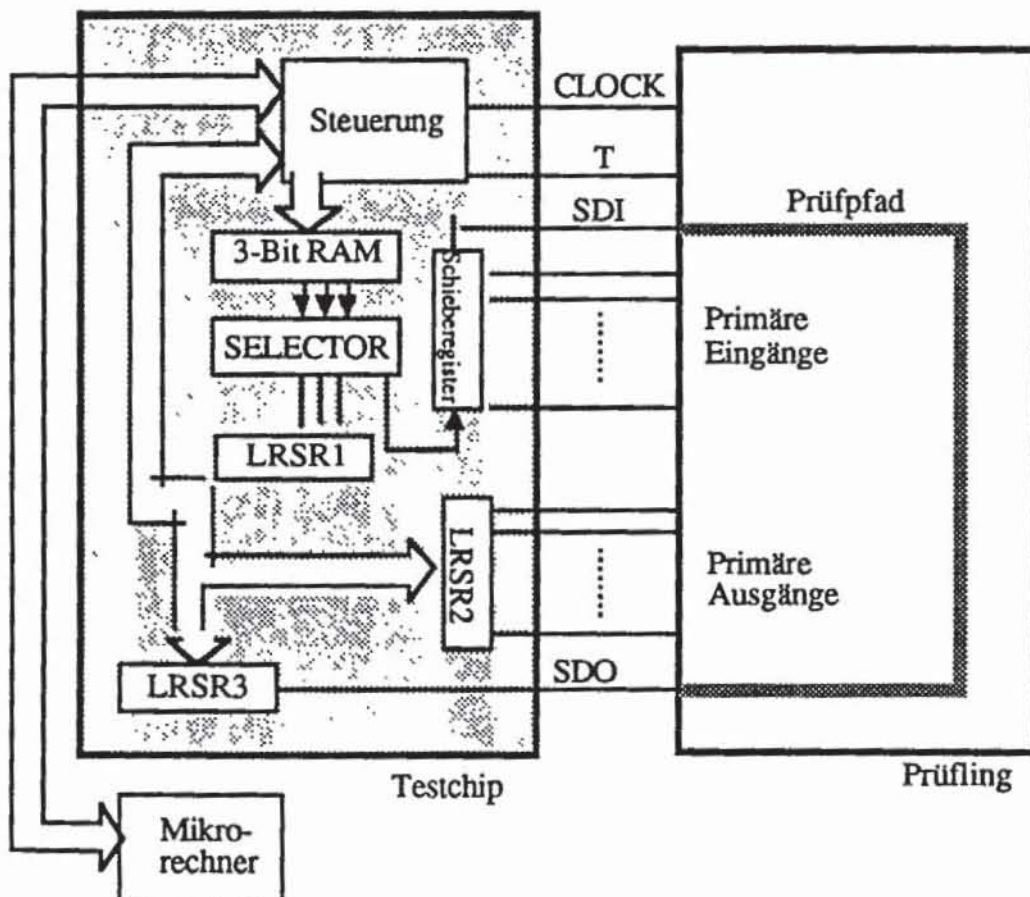 Steuerung
CLOCK
T
SDI
Prüfpfad
3-Bit RAM
Schieberegister
SELECTOR
Primäre
Eingänge
LRSR1
LRSR2
Primäre
Ausgänge
LRSR3
SDO
Testchip
Prüfling
Mikro-
rechner